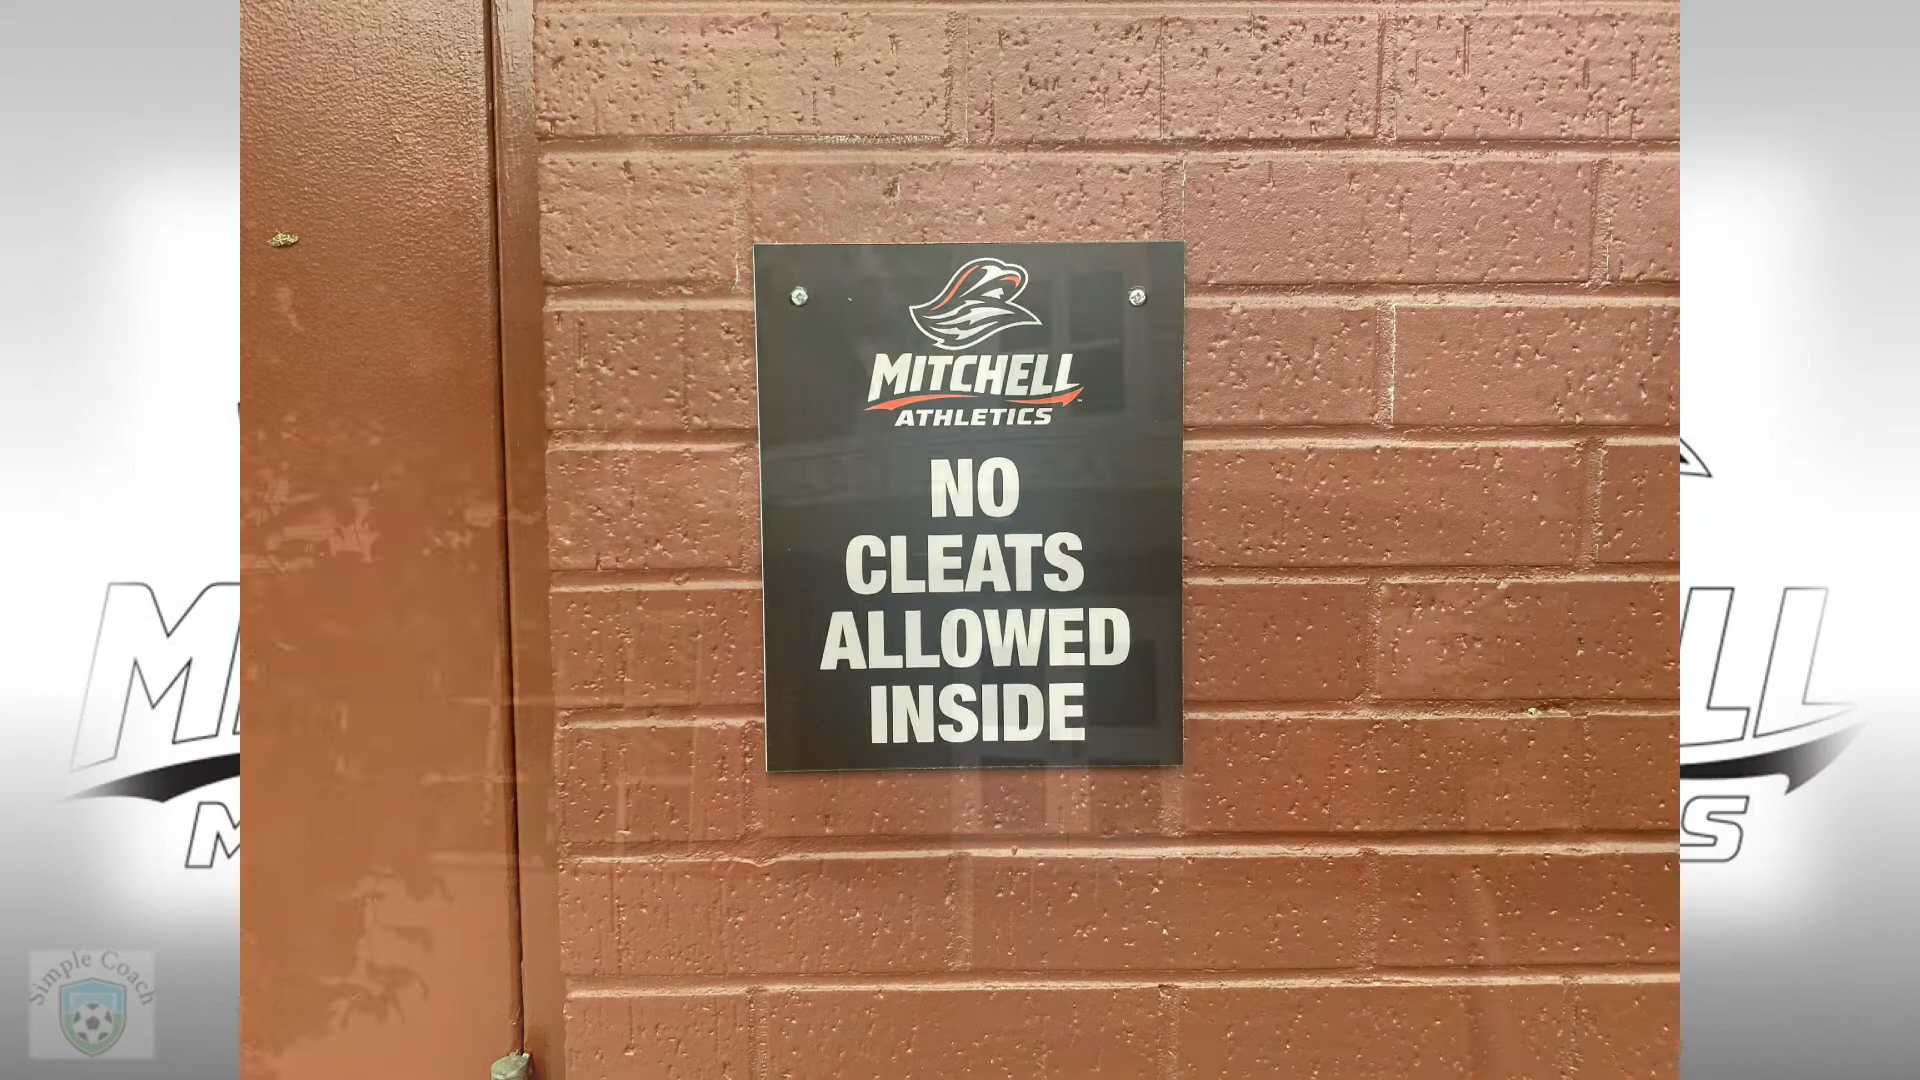 MITCHELL
ATHLETICS
NO
CLEATS
ALLOWED
INSIDE
Simple Coach